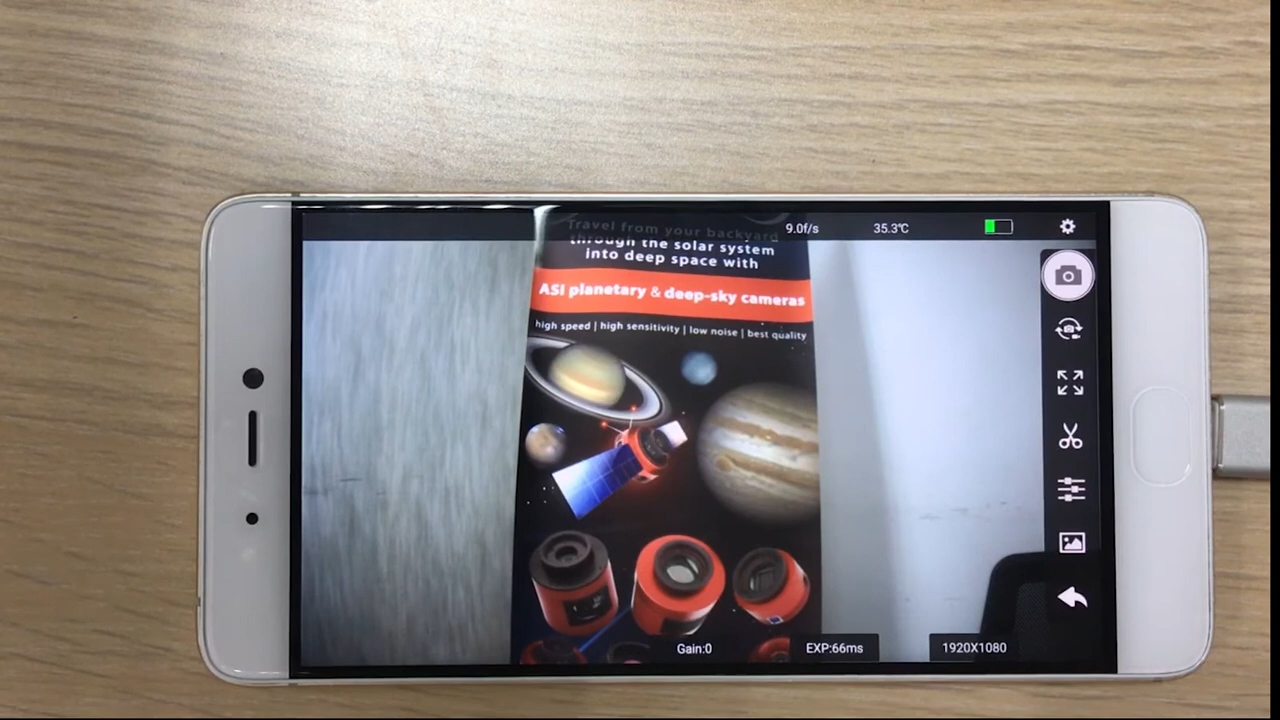 9.0f/s 35.3℃
Travel from your backyard
through the solar system
into deep space with
ASI planetary & deep-sky cameras
high speed | high sensitivity | low noise | best quality
Gain:0 EXP:66ms 1920X1080